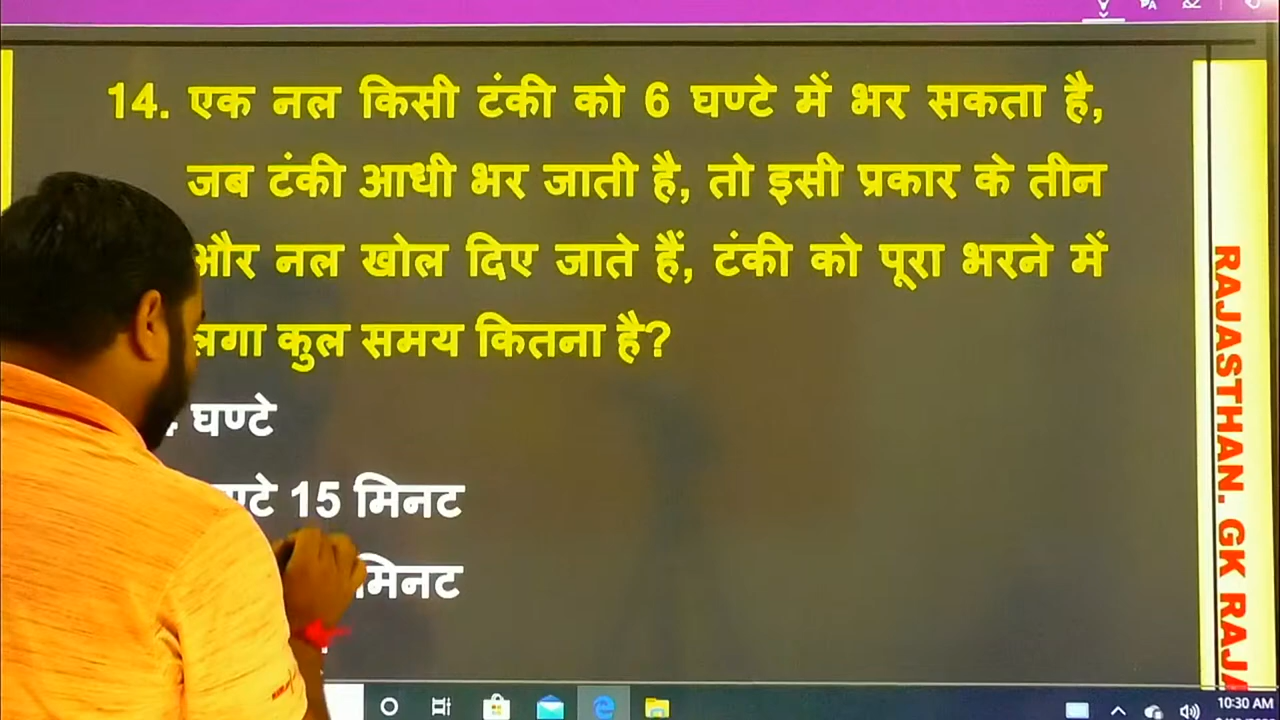 14. एक नल किसी टंकी को 6 घण्टे में भर सकता है,
जब टंकी आधी भर जाती है, तो इसी प्रकार के तीन
और नल खोल दिए जाते हैं, टंकी को पूरा भरने में
लगा कुल समय कितना है?
घण्टे
15 मिनट
मिनट
RAJASTHAN. GK RAJA
10:30 AM